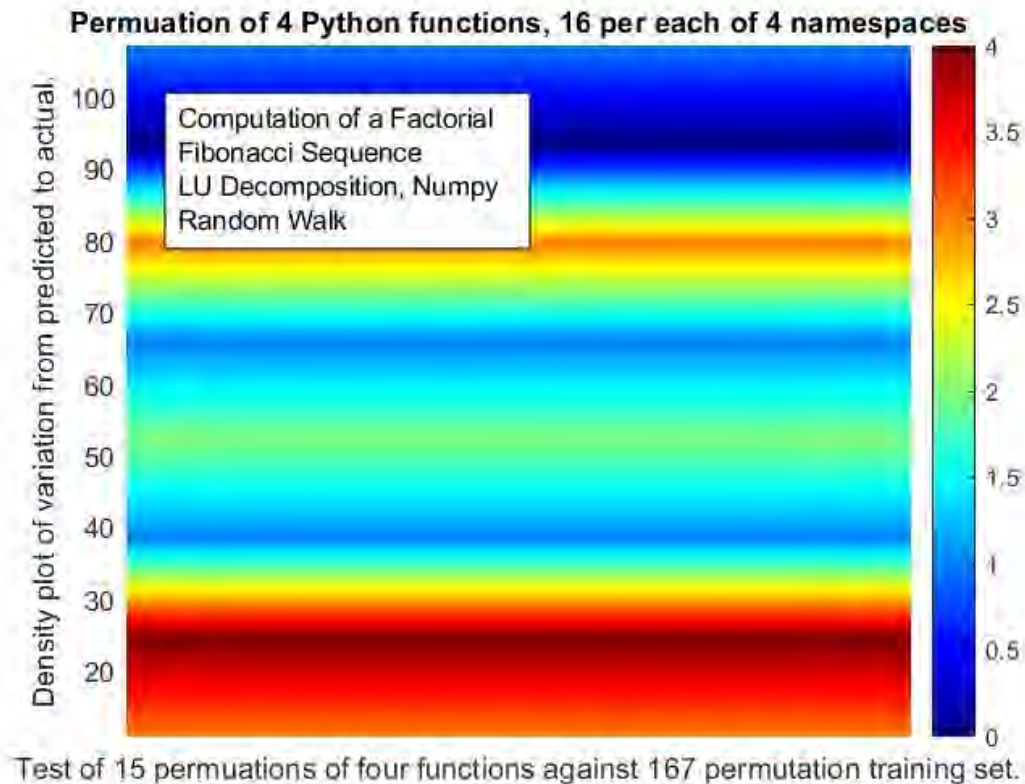 Permuation of 4 Python functions, 16 per each of 4 namespaces
Density plot of variation from predicted to actual.
100
90
80
70
60
50
40
30
20
Computation of a Factorial
Fibonacci Sequence
LU Decomposition, Numpy
Random Walk
4
3.5
3
2.5
2
1.5
1
0.5
0
Test of 15 permuations of four functions against 167 permutation training set.